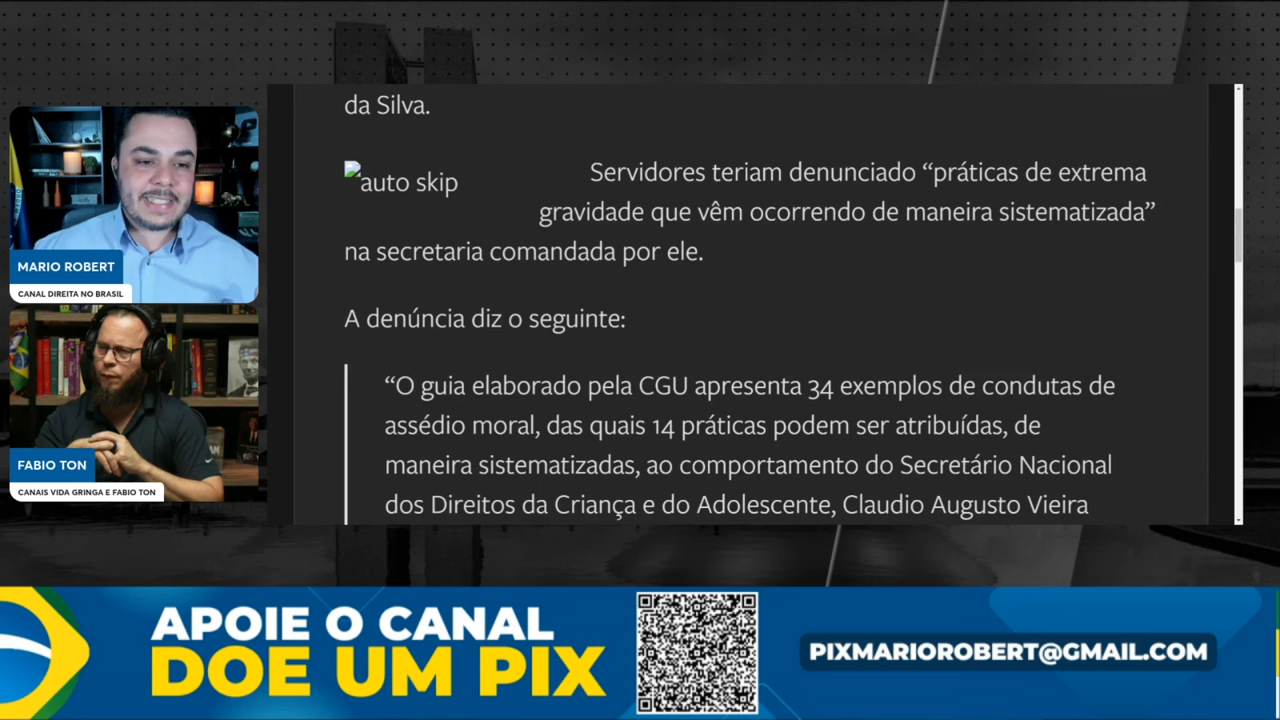 da Silva.
auto skip
Servidores teriam denunciado “práticas de extrema
gravidade que vêm ocorrendo de maneira sistematizada”
na secretaria comandada por ele.
A denúncia diz o seguinte:
“O guia elaborado pela CGU apresenta 34 exemplos de condutas de
assédio moral, das quais 14 práticas podem ser atribuídas, de
maneira sistematizadas, ao comportamento do Secretário Nacional
dos Direitos da Criança e do Adolescente, Claudio Augusto Vieira
MARIO ROBERT
CANAL DIREITA NO BRASIL
FABIO TON
CANAIS VIDA GRINGA E FABIO TON
APOIE O CANAL
DOE UM PIX
PIXMARIOROBERT@GMAIL.COM